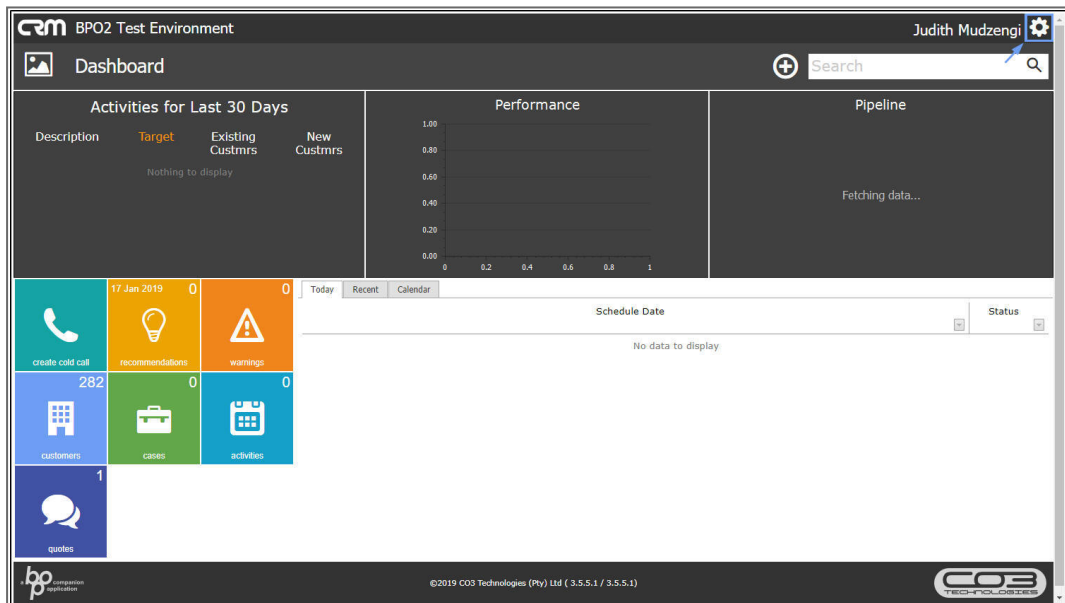 CRM BPO2 Test Environment
Judith Mudzengi
Dashboard
Search
Activities for Last 30 Days
Description Target Existing Custmrs New Custmrs
Nothing to display
Performance
1.00
0.80
0.60
0.40
0.20
0.00
0 0.2 0.4 0.6 0.8 1
Pipeline
Fetching data...
create cold call
17 Jan 2019 0
recommendations
0
warnings
282
customers
0
cases
0
activities
1
quotes
Today Recent Calendar
Schedule Date Status
No data to display
a bp companion application
©2019 CO3 Technologies (Pty) Ltd ( 3.5.5.1 / 3.5.5.1)
CO3
TECHNOLOGIES